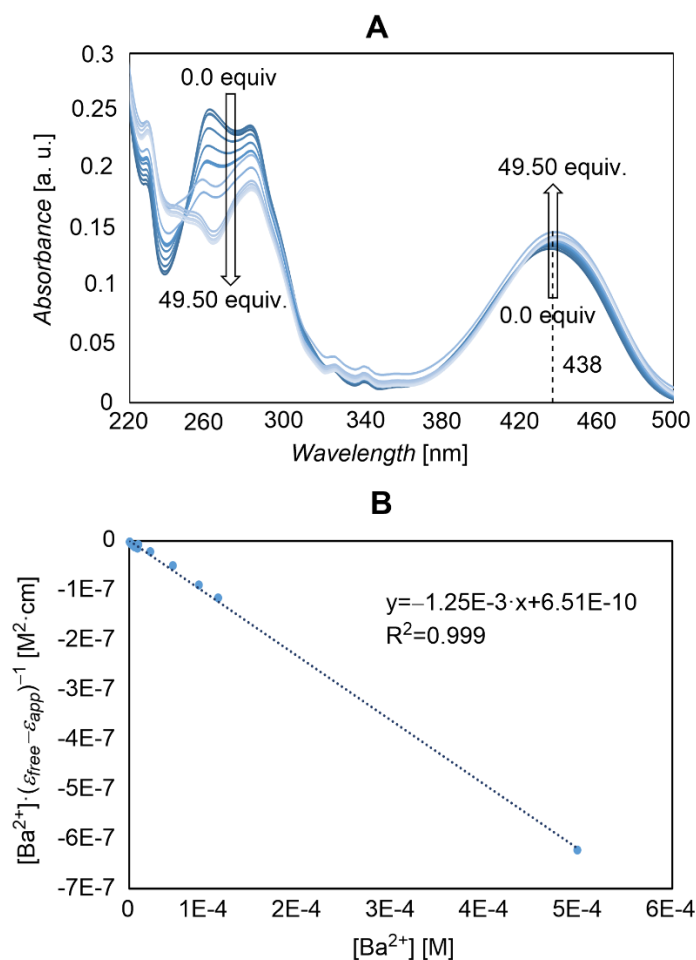 A
0.3
0.25
0.2
0.15
0.1
0.05
0
Absorbance [a. u.]
0.0 equiv
49.50 equiv.
49.50 equiv.
0.0 equiv
438
220 260 300 340 380 420 460 500
Wavelength [nm]
B
0
-1E-7
-2E-7
-3E-7
-4E-7
-5E-7
-6E-7
-7E-7
[Ba²⁺]·(εfree−εapp)⁻¹ [M²·cm]
y=−1.25E-3·x+6.51E-10
R²=0.999
0 1E-4 2E-4 3E-4 4E-4 5E-4 6E-4
[Ba²⁺] [M]